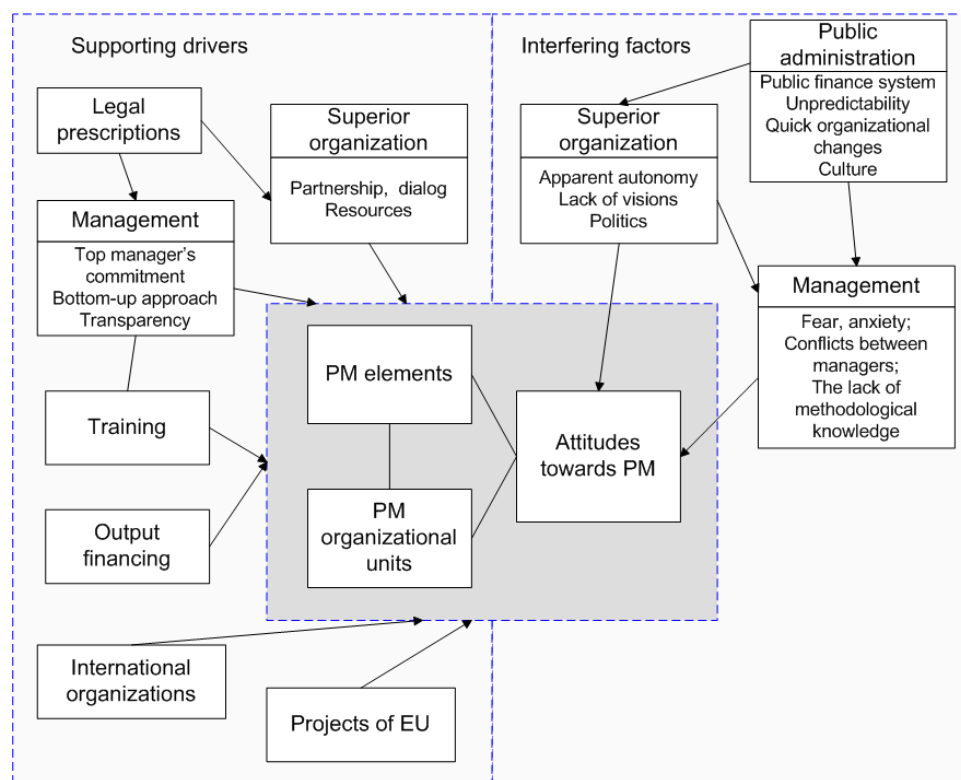 Supporting drivers
Legal
prescriptions
Superior
organization
Partnership, dialog
Resources
Management
Top manager's
commitment
Bottom-up approach
Transparency
Training
Output
financing
International
organizations
Projects of EU
PM elements
PM
organizational
units
Attitudes
towards PM
Interfering factors
Public
administration
Public finance system
Unpredictability
Quick organizational
changes
Culture
Superior
organization
Apparent autonomy
Lack of visions
Politics
Management
Fear, anxiety;
Conflicts between
managers;
The lack of
methodological
knowledge